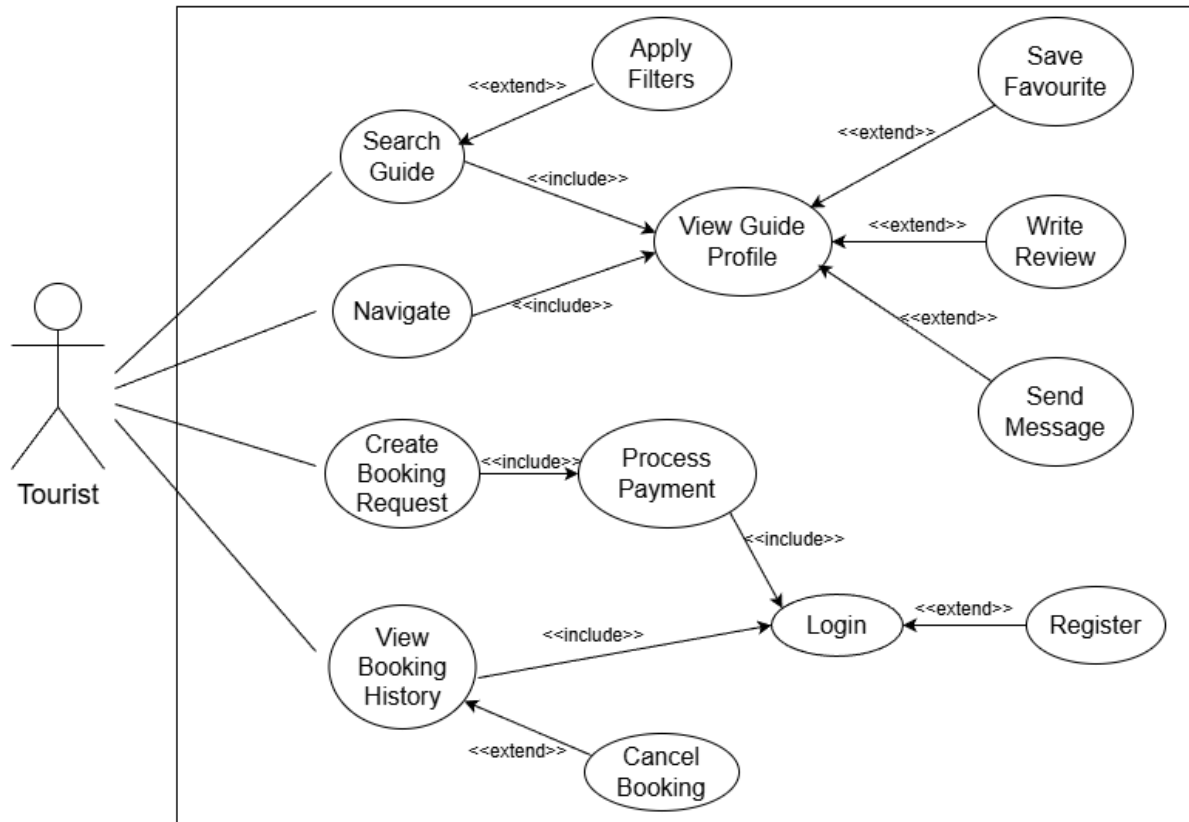 Apply
Filters
Save
Favourite
<<extend>>
Search
Guide
<<extend>>
<<include>>
View Guide
Profile
<<extend>>
Write
Review
Navigate
<<include>>
<<extend>>
Send
Message
Tourist
Create
Booking
Request
<<include>>
Process
Payment
<<include>>
View
Booking
History
<<include>>
Login
<<extend>>
Register
<<extend>>
Cancel
Booking